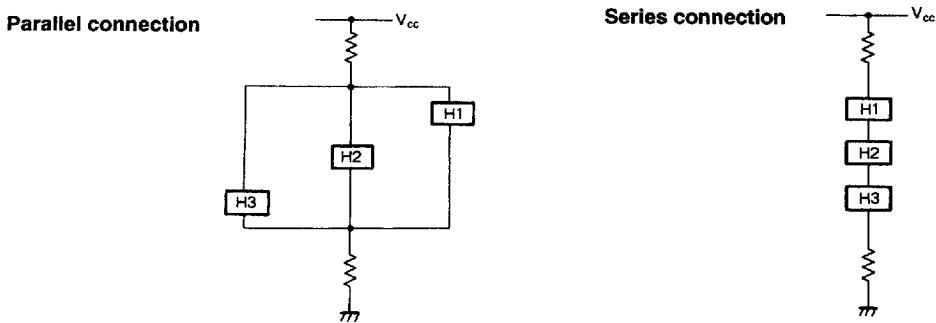 Parallel connection
Vcc
H1
H2
H3
Series connection
Vcc
H1
H2
H3